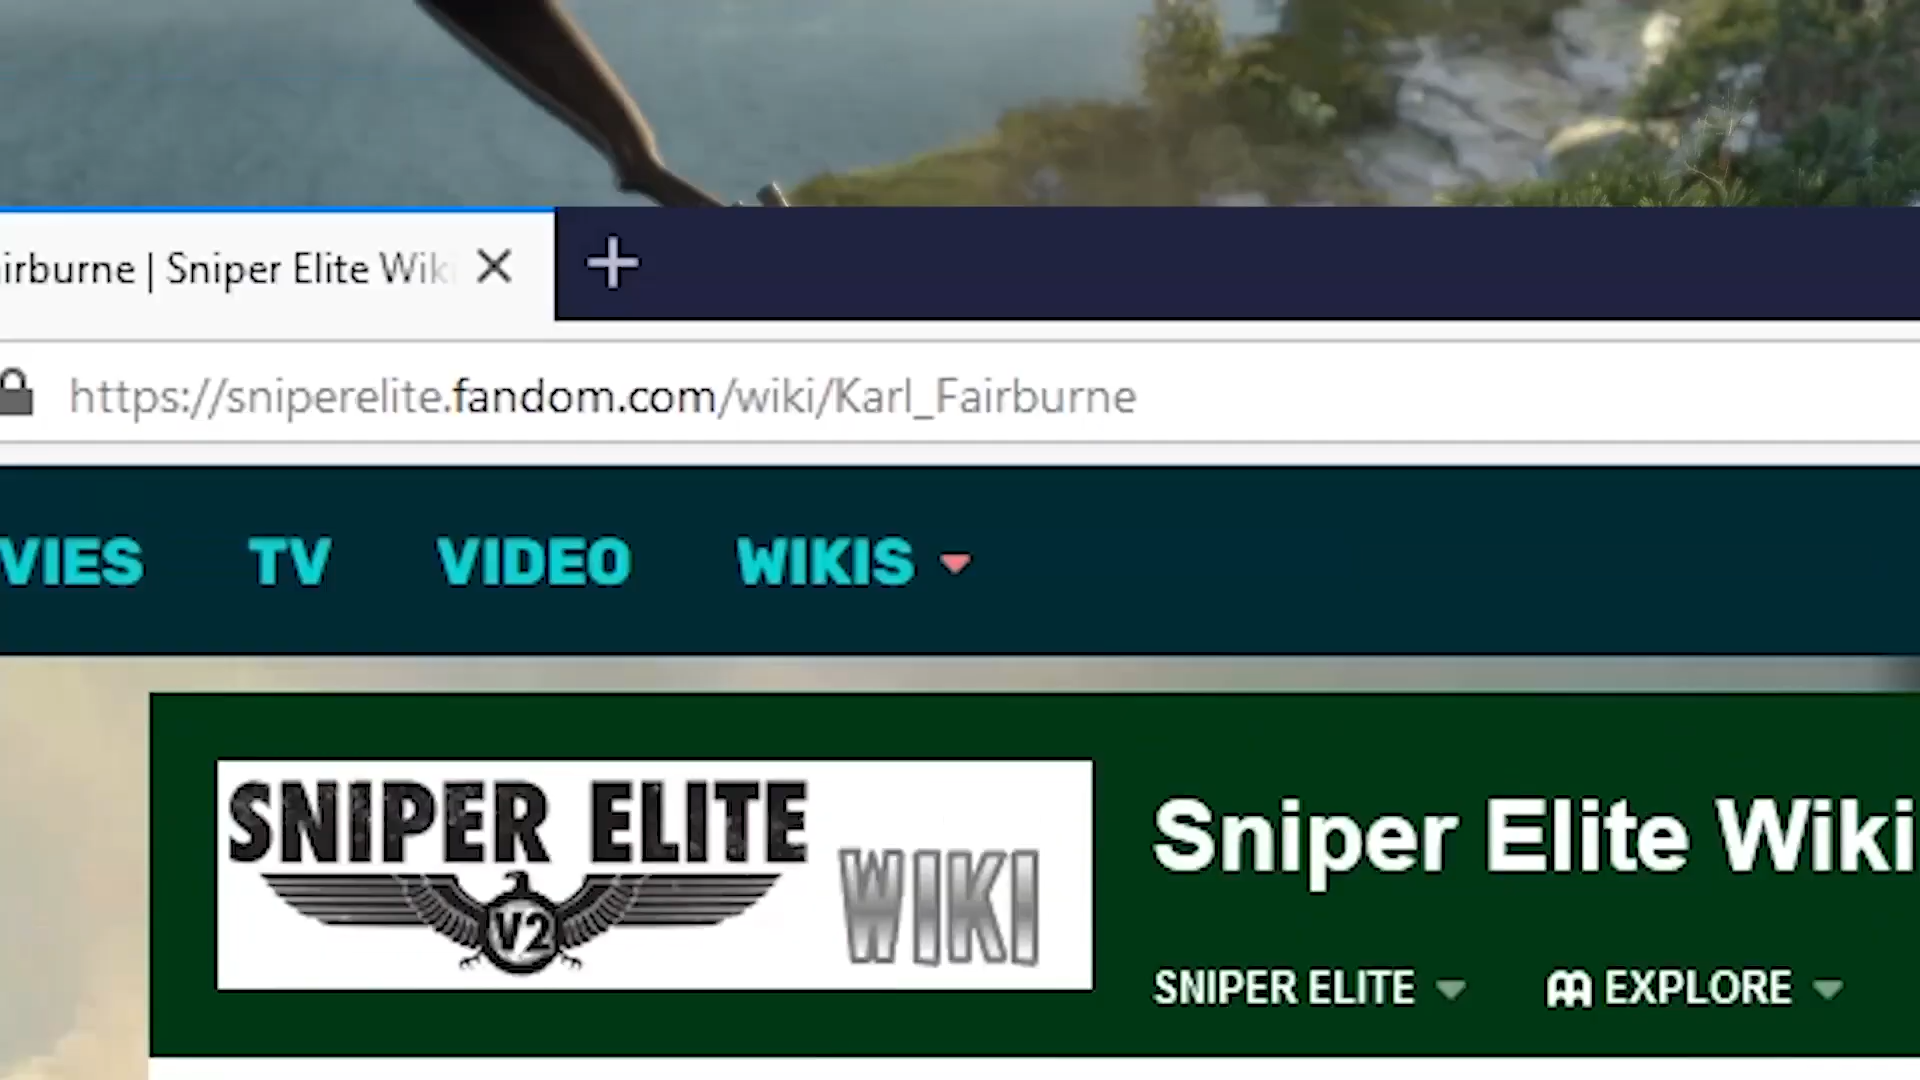 irburne | Sniper Elite Wiki
https://sniperelite.fandom.com/wiki/Karl_Fairburne
VIES TV VIDEO WIKIS
SNIPER ELITE
V2
WIKI
Sniper Elite Wiki
SNIPER ELITE EXPLORE